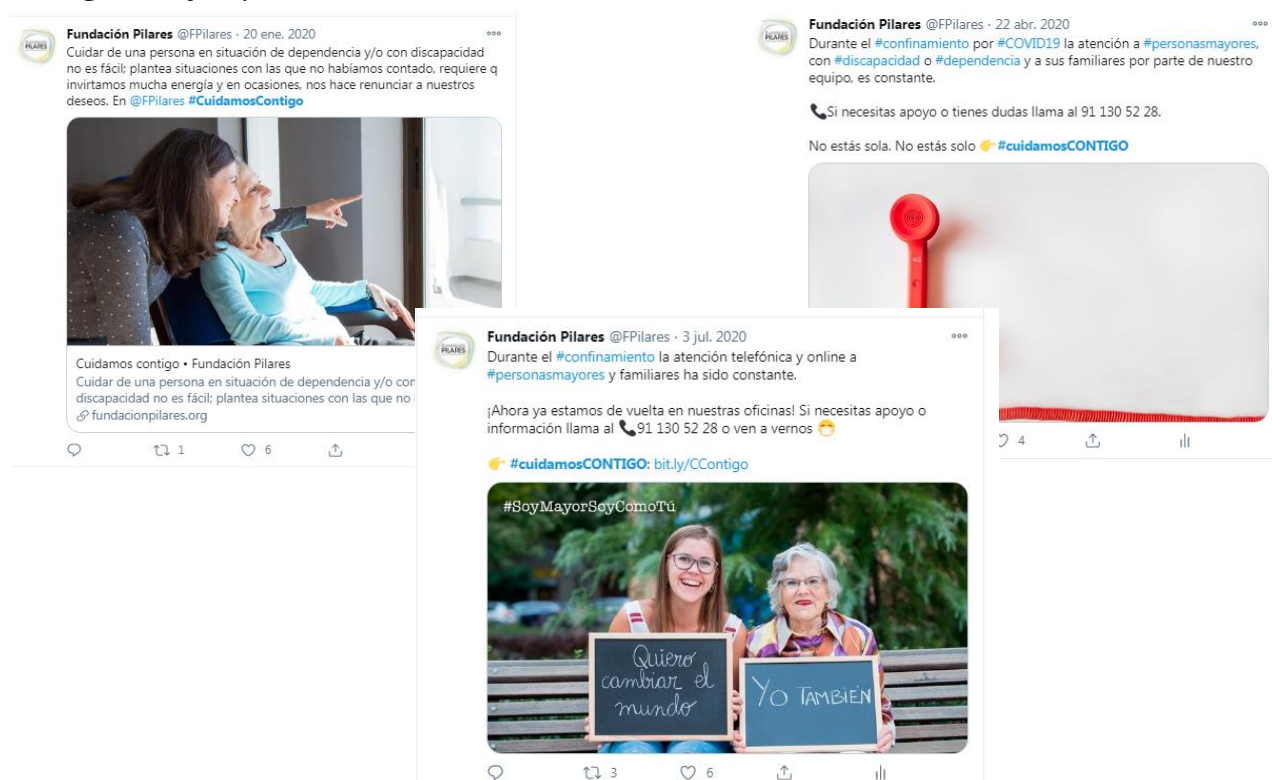 Fundación Pilares @FPilares · 20 ene. 2020
Cuidar de una persona en situación de dependencia y/o con discapacidad
no es fácil; plantea situaciones con las que no habíamos contado, requiere q
invirtamos mucha energía y en ocasiones, nos hace renunciar a nuestros
deseos. En @FPilares #CuidamosContigo
Cuidamos contigo • Fundación Pilares
Cuidar de una persona en situación de dependencia y/o con
discapacidad no es fácil; plantea situaciones con las que no
fundacionpilares.org
1 6
Fundación Pilares @FPilares · 22 abr. 2020
Durante el #confinamiento por #COVID19 la atención a #personasmayores,
con #discapacidad o #dependencia y a sus familiares por parte de nuestro
equipo, es constante.
📞Si necesitas apoyo o tienes dudas llama al 91 130 52 28.
No estás sola. No estás solo 👉#cuidamosCONTIGO
4
PILARES
Fundación Pilares @FPilares · 3 jul. 2020
Durante el #confinamiento la atención telefónica y online a
#personasmayores y familiares ha sido constante.
¡Ahora ya estamos de vuelta en nuestras oficinas! Si necesitas apoyo o
información llama al 📞91 130 52 28 o ven a vernos 😷
👉 #cuidamosCONTIGO: bit.ly/CContigo
#SoyMayorSoyComoTú
Quiero
cambiar el
mundo
YO TAMBIÉN
3 6